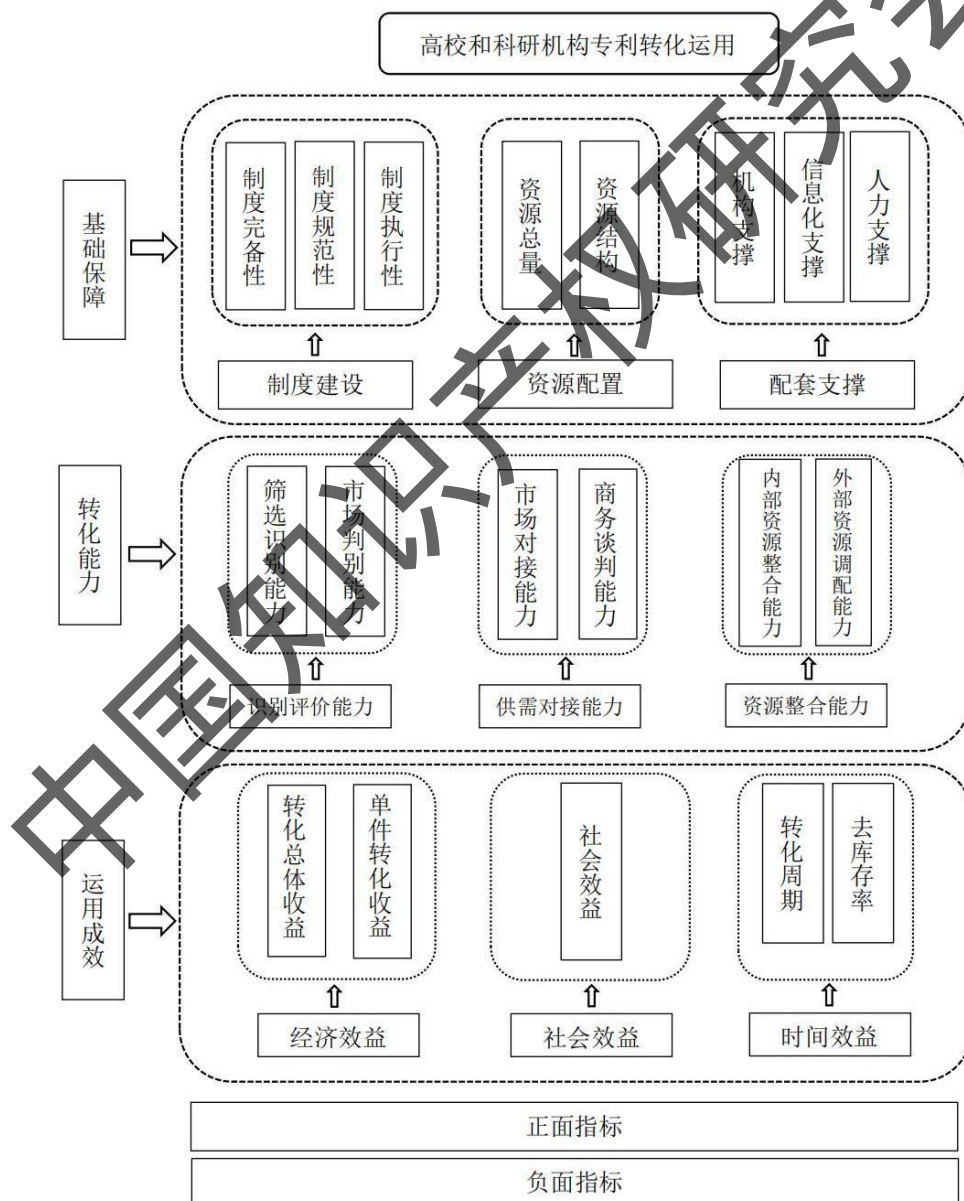 高校和科研机构专利转化运用
基础保障
制度完备性
制度规范性
制度执行性
资源总量
资源结构
机构支撑
信息化支撑
人力支撑
制度建设
资源配置
配套支撑
转化能力
筛选识别能力
市场判别能力
市场对接能力
商务谈判能力
内部资源整合能力
外部资源调配能力
识别评价能力
供需对接能力
资源整合能力
运用成效
转化总体收益
单件转化收益
社会效益
转化周期
去库存率
经济效益
社会效益
时间效益
正面指标
负面指标
中国知识产权研究会